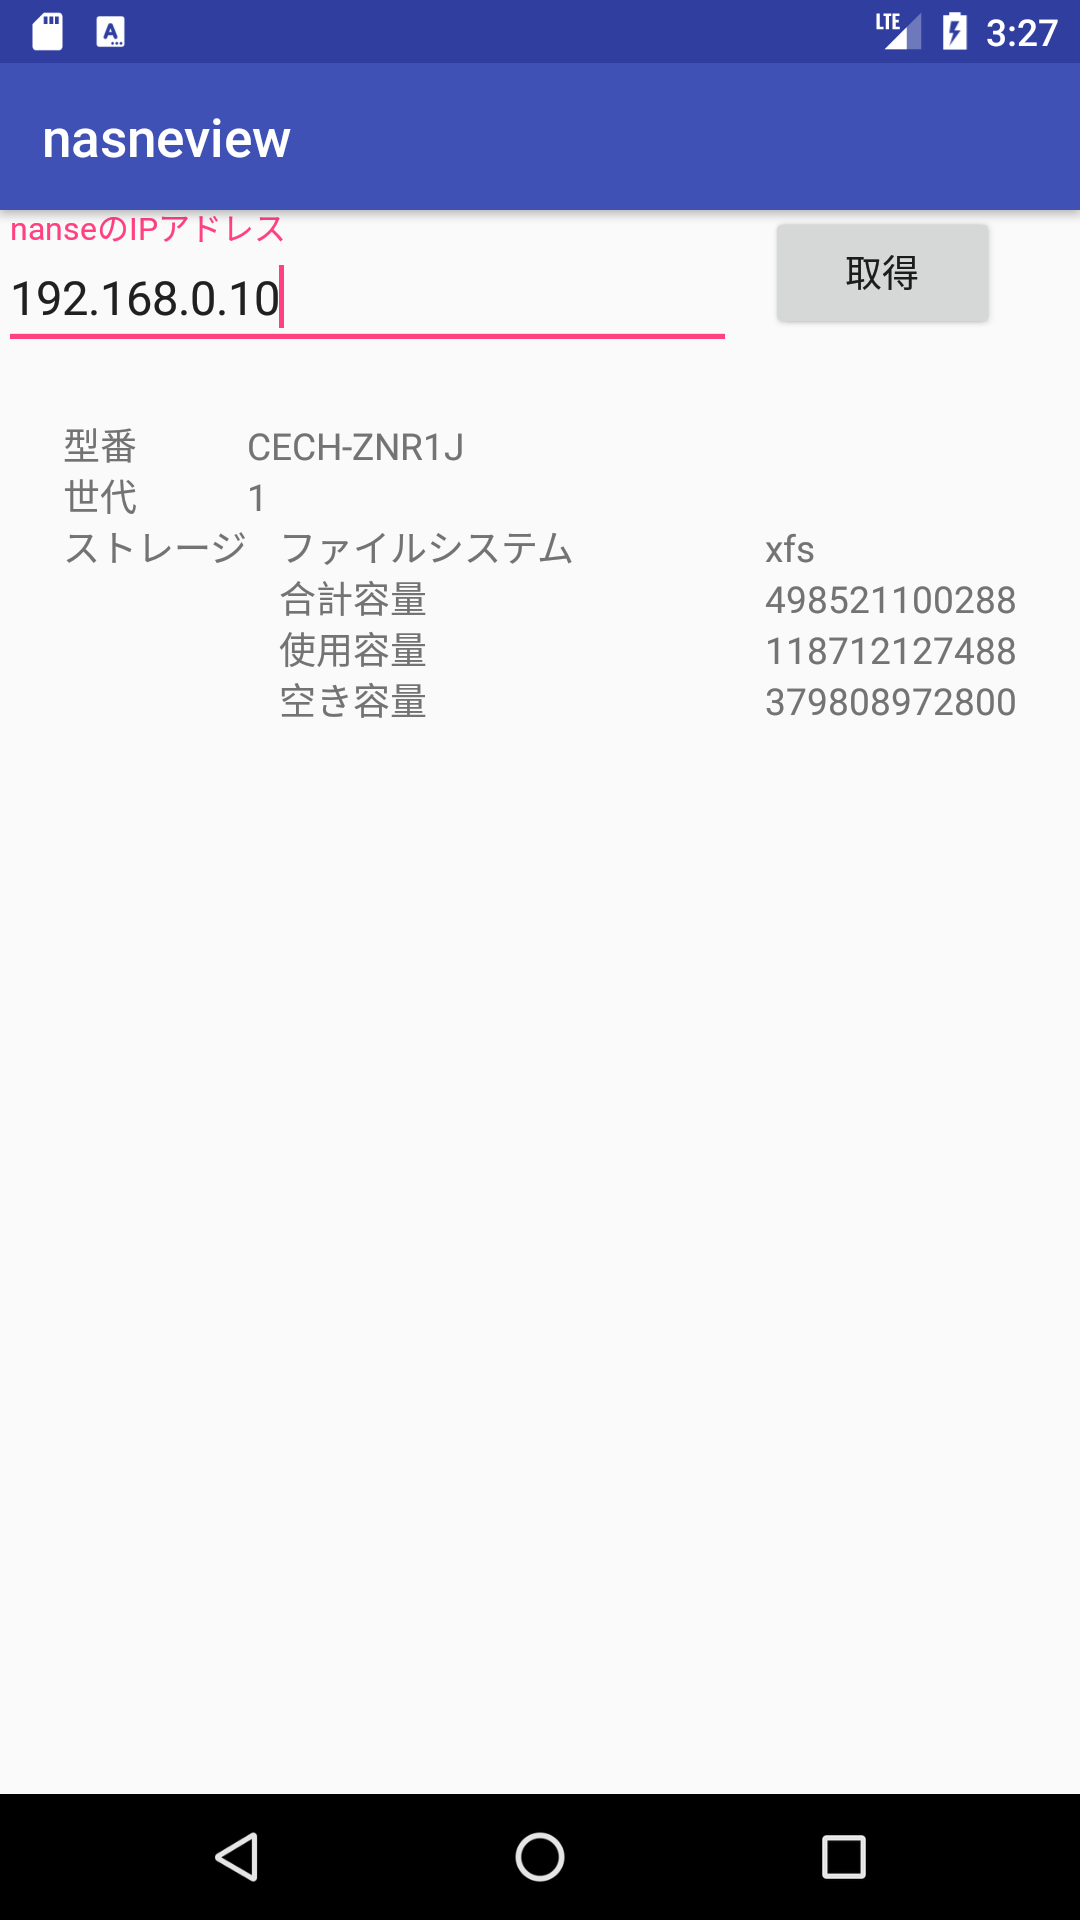 LTE 3:27
nasneview
nanseのIPアドレス
192.168.0.10
取得
型番 CECH-ZNR1J
世代 1
ストレージ ファイルシステム xfs
合計容量 498521100288
使用容量 118712127488
空き容量 379808972800